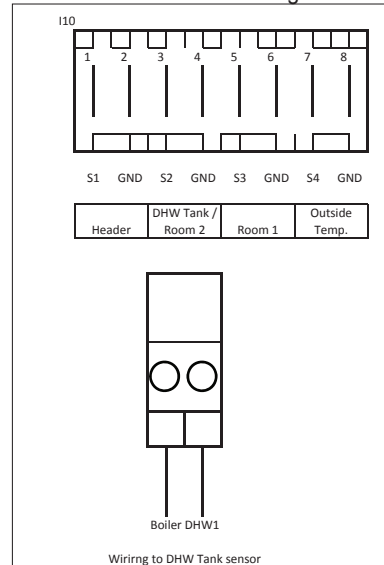 I10
1 2 3 4 5 6 7 8
S1 GND S2 GND S3 GND S4 GND
DHW Tank / Outside
Header Room 2 Room 1 Temp.
Boiler DHW1
Wirirng to DHW Tank sensor